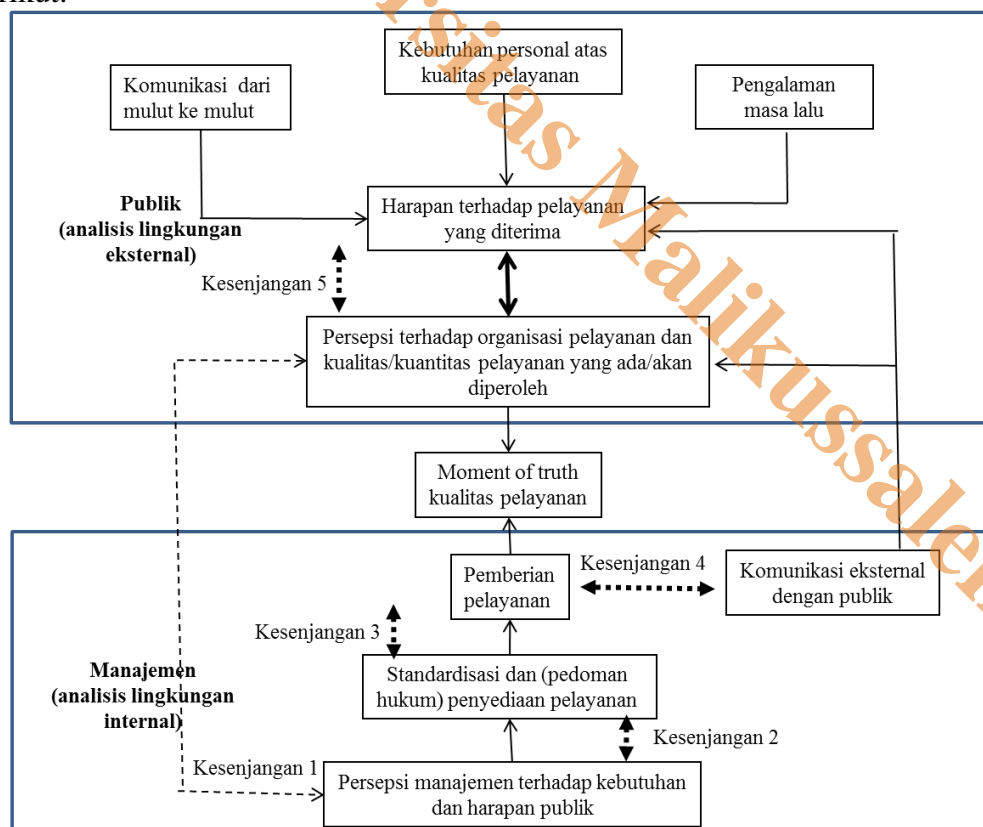 Kebutuhan personal atas
kualitas pelayanan
Komunikasi dari
mulut ke mulut
Pengalaman
masa lalu
Harapan terhadap pelayanan
yang diterima
Publik
(analisis lingkungan
eksternal)
Kesenjangan 5
Persepsi terhadap organisasi pelayanan dan
kualitas/kuantitas pelayanan yang ada/akan
diperoleh
Moment of truth
kualitas pelayanan
Pemberian
pelayanan
Kesenjangan 4
Komunikasi eksternal
dengan publik
Kesenjangan 3
Standardisasi dan (pedoman
hukum) penyediaan pelayanan
Manajemen
(analisis lingkungan
internal)
Kesenjangan 2
Kesenjangan 1
Persepsi manajemen terhadap kebutuhan
dan harapan publik
Malikussaleh